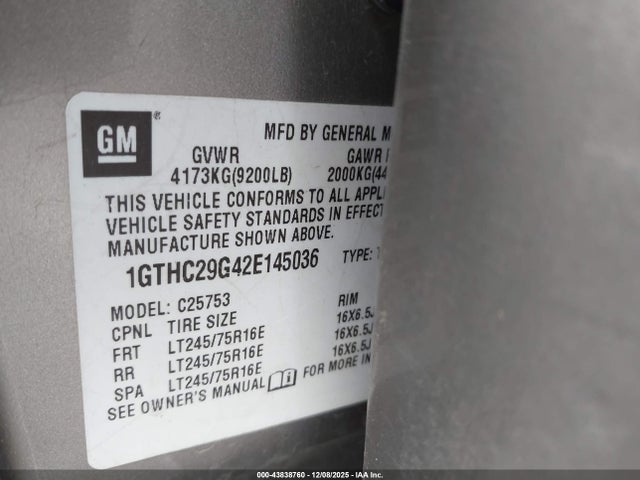 GM®
MFD BY GENERAL M
GVWR GAWR
4173KG(9200LB) 2000KG(44
THIS VEHICLE CONFORMS TO ALL APPLI
VEHICLE SAFETY STANDARDS IN EFFECT
MANUFACTURE SHOWN ABOVE.
1GTHC29G42E145036 TYPE: T
MODEL: C25753
CPNL TIRE SIZE RIM
FRT LT245/75R16E 16X6.5J
RR LT245/75R16E 16X6.5J
SPA LT245/75R16E 16X6.5J
SEE OWNER'S MANUAL FOR MORE IN
000-43838760 - 12/08/2025 - IAA Inc.